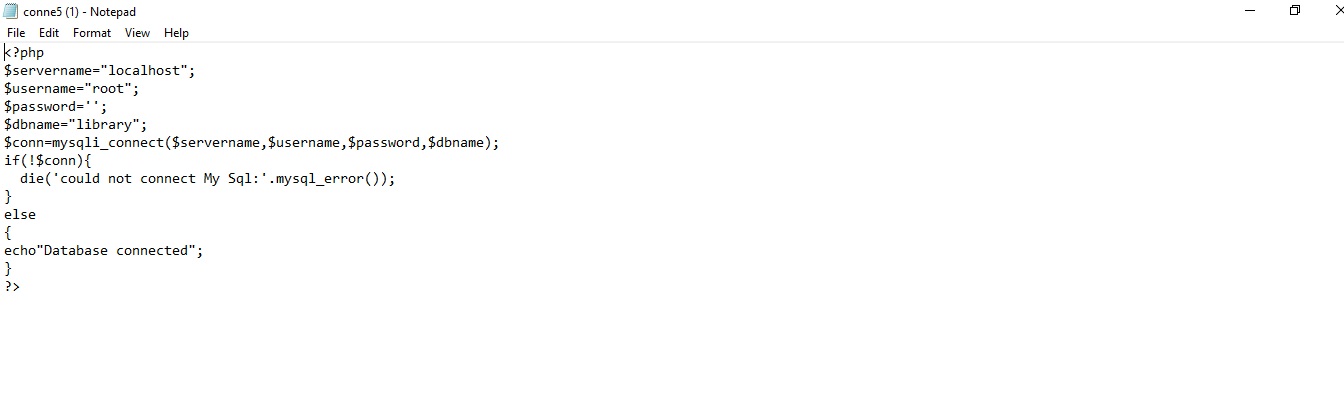 conne5 (1) - Notepad
File Edit Format View Help
<?php
$servername="localhost";
$username="root";
$password='';
$dbname="library";
$conn=mysqli_connect($servername,$username,$password,$dbname);
if(!$conn){
  die('could not connect My Sql:'.mysql_error());
}
else
{
echo"Database connected";
}
?>